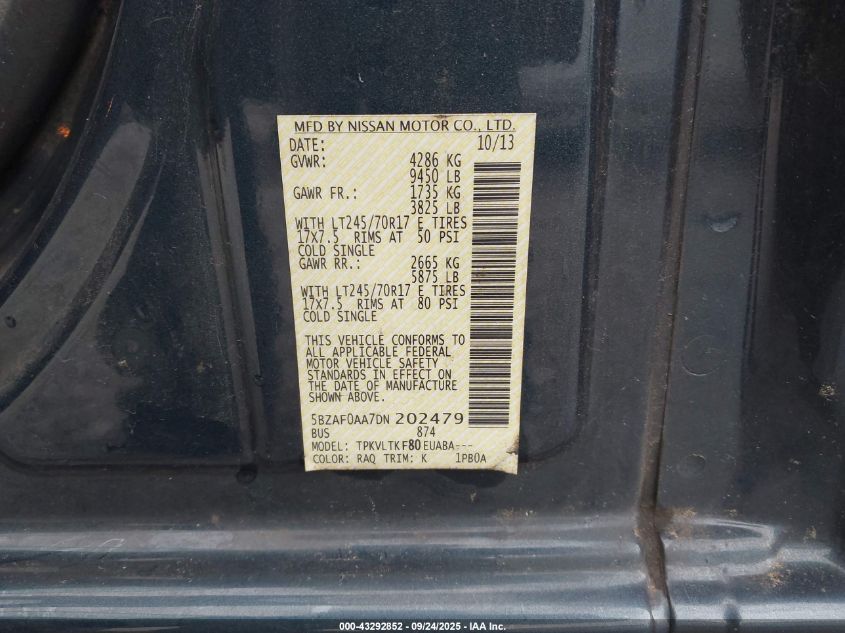 MFD BY NISSAN MOTOR CO., LTD.
DATE: 10/13
GVWR: 4286 KG
9450 LB
GAWR FR.: 1735 KG
3825 LB
WITH LT245/70R17 E TIRES
17X7.5 RIMS AT 50 PSI
COLD SINGLE
GAWR RR.: 2665 KG
5875 LB
WITH LT245/70R17 E TIRES
17X7.5 RIMS AT 80 PSI
COLD SINGLE
THIS VEHICLE CONFORMS TO
ALL APPLICABLE FEDERAL
MOTOR VEHICLE SAFETY
STANDARDS IN EFFECT ON
THE DATE OF MANUFACTURE
SHOWN ABOVE.
5BZAF0AA7DN202479
BUS 874
MODEL: TPKVLTKF80EUABA---
COLOR: RAQ TRIM: K 1PB0A
000-43292852 - 09/24/2025 - IAA Inc.